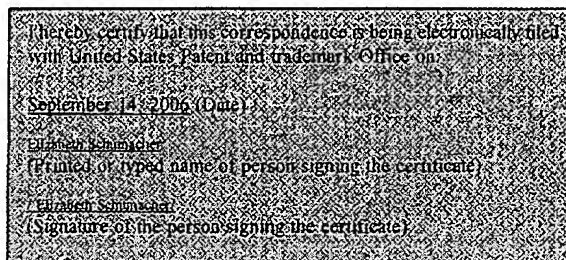 I hereby certify that this correspondence is being electronically filed
with United States Patent and trademark Office on:
September 14, 2006 (Date)
Elizabeth Schumacher
(Printed or typed name of person signing the certificate)
/Elizabeth Schumacher/
(Signature of the person signing the certificate)